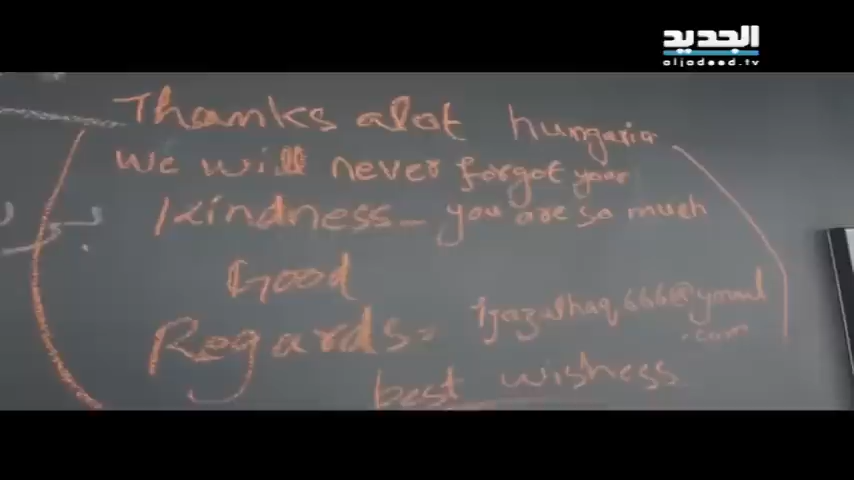 الجديد
aljadeed.tv
Thanks alot hungaria
we will never forgot your
kindness - you are so much
Good
Regards =
.com
best wishess